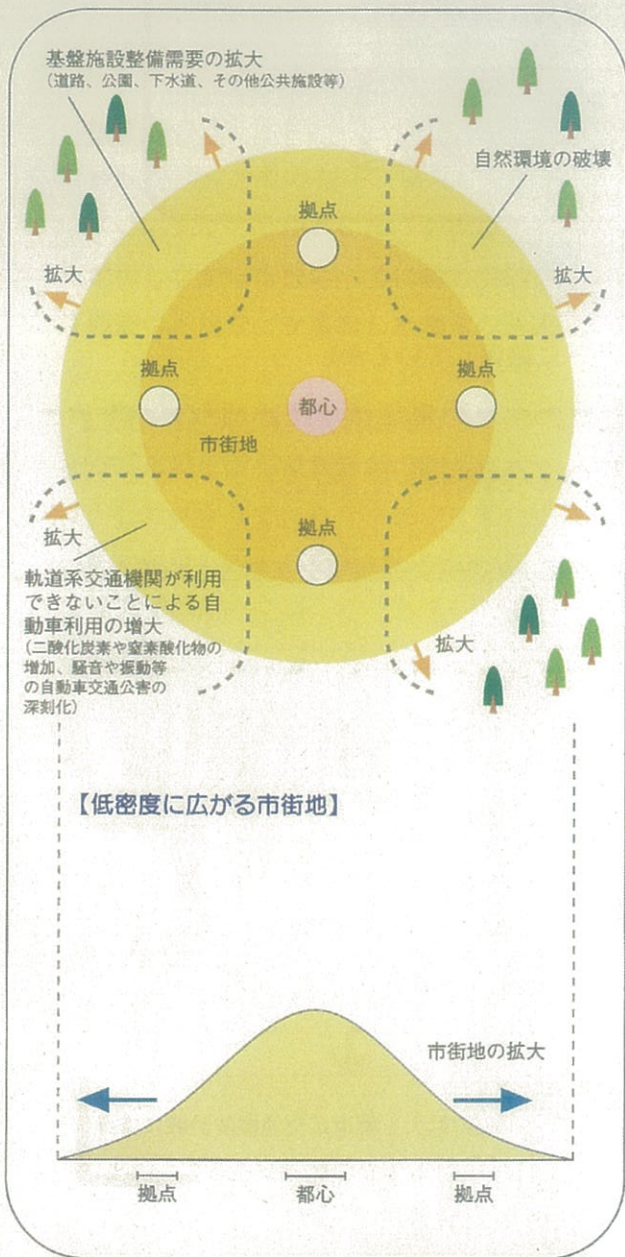 基盤施設整備需要の拡大
(道路、公園、下水道、その他公共施設等)
自然環境の破壊
拠点
拡大
拡大
拠点
拠点
都心
市街地
拠点
拡大
軌道系交通機関が利用
できないことによる自
動車利用の増大
(二酸化炭素や窒素酸化物の
増加、騒音や振動等
の自動車交通公害の
深刻化)
拡大
【低密度に広がる市街地】
市街地の拡大
拠点
都心
拠点